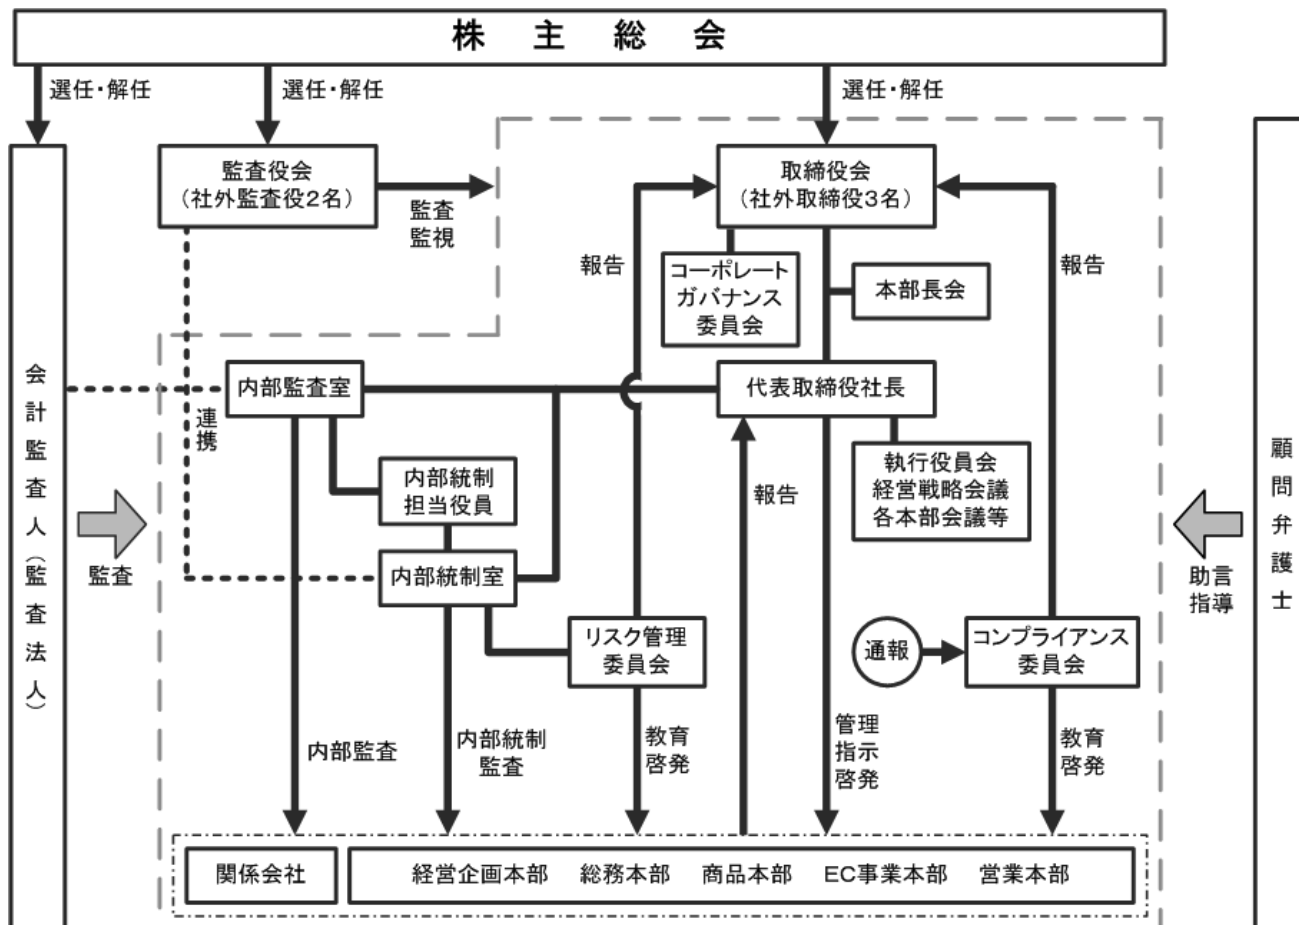 株主総会
選任・解任
選任・解任
選任・解任
監査役会
（社外監査役2名）
監査
監視
取締役会
（社外取締役3名）
報告
コーポレート
ガバナンス
委員会
本部長会
報告
会計監査人（監査法人）
内部監査室
連携
代表取締役社長
内部統制
担当役員
報告
執行役員会
経営戦略会議
各本部会議等
顧問弁護士
監査
内部統制室
助言
指導
リスク管理
委員会
通報
コンプライアンス
委員会
内部監査
内部統制
監査
教育
啓発
管理
指示
啓発
教育
啓発
関係会社
経営企画本部 総務本部 商品本部 EC事業本部 営業本部